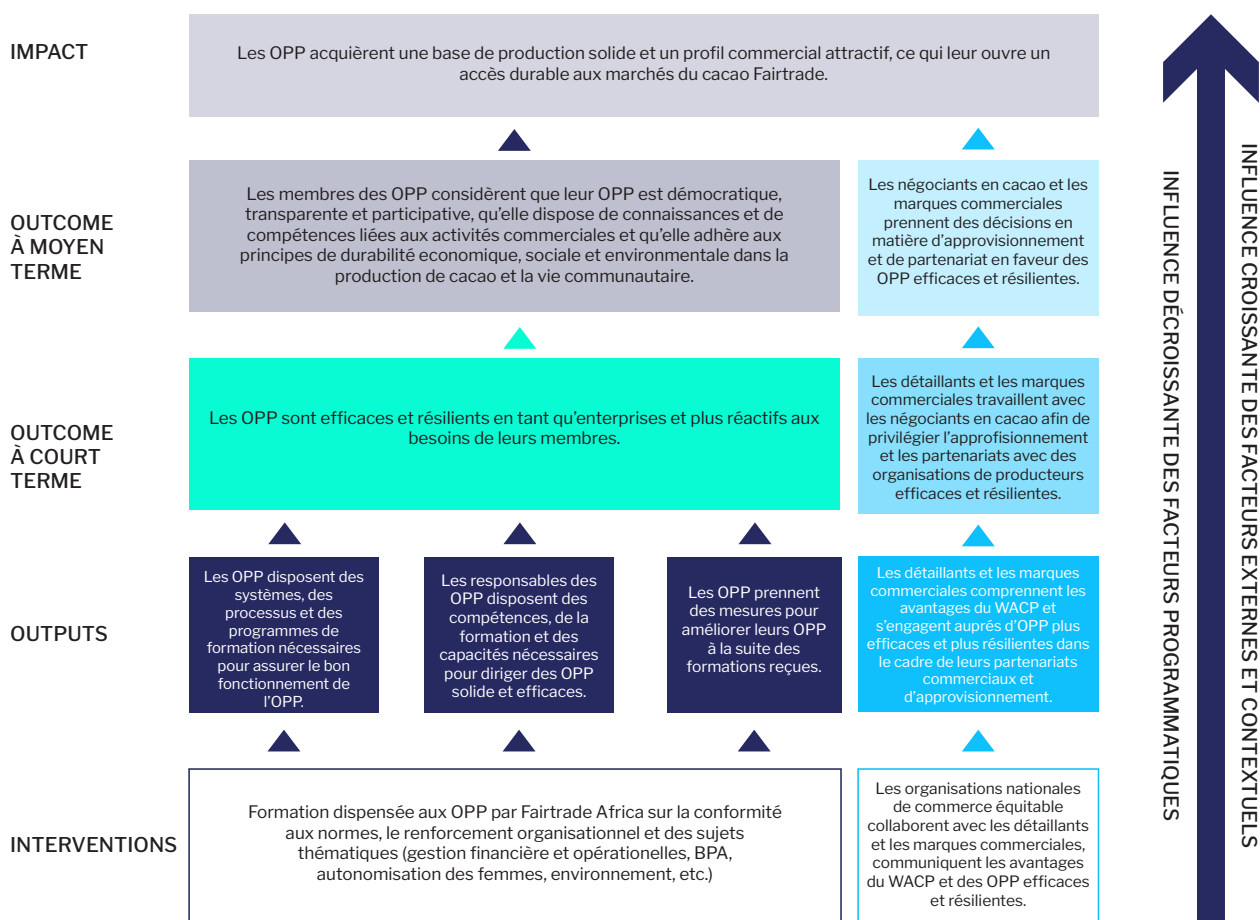 IMPACT
Les OPP acquièrent une base de production solide et un profil commercial attractif, ce qui leur ouvre un
accès durable aux marchés du cacao Fairtrade.
OUTCOME
À MOYEN
TERME
Les membres des OPP considèrent que leur OPP est démocratique,
transparente et participative, qu'elle dispose de connaissances et de
compétences liées aux activités commerciales et qu'elle adhère aux
principes de durabilité economique, sociale et environmentale dans la
production de cacao et la vie communautaire.
Les négociants en cacao et les
marques commerciales
prennent des décisions en
matière d'approvisionnement
et de partenariat en faveur des
OPP efficaces et résilientes.
OUTCOME
À COURT
TERME
Les OPP sont efficaces et résilients en tant qu'enterprises et plus réactifs aux
besoins de leurs membres.
Les détaillants et les marques
commerciales travaillent avec
les négociants en cacao afin de
privilégier l'approfisionnement
et les partenariats avec des
organisations de producteurs
efficaces et résilientes.
OUTPUTS
Les OPP disposent des
systèmes, des
processus et des
programmes de
formation nécessaires
pour assurer le bon
fonctionnement de
l'OPP.
Les responsables des
OPP disposent des
compétences, de la
formation et des
capacités nécessaires
pour diriger des OPP
solide et efficaces.
Les OPP prennent
des mesures pour
améliorer leurs OPP
à la suite des
formations reçues.
Les détaillants et les marques
commerciales comprennent les
avantages du WACP et
s'engagent auprés d'OPP plus
efficaces et plus résilientes dans
le cadre de leurs partenariats
commerciaux et
d'approvisionnement.
INTERVENTIONS
Formation dispensée aux OPP par Fairtrade Africa sur la conformité
aux normes, le renforcement organisationnel et des sujets
thématiques (gestion financière et opérationelles, BPA,
autonomisation des femmes, environnement, etc.)
Les organisations nationales
de commerce équitable
collaborent avec les détaillants
et les marques commerciales,
communiquent les avantages
du WACP et des OPP efficaces
et résilientes.
INFLUENCE DÉCROISSANTE DES FACTEURS PROGRAMMATIQUES
INFLUENCE CROISSANTE DES FACTEURS EXTERNES ET CONTEXTUELS